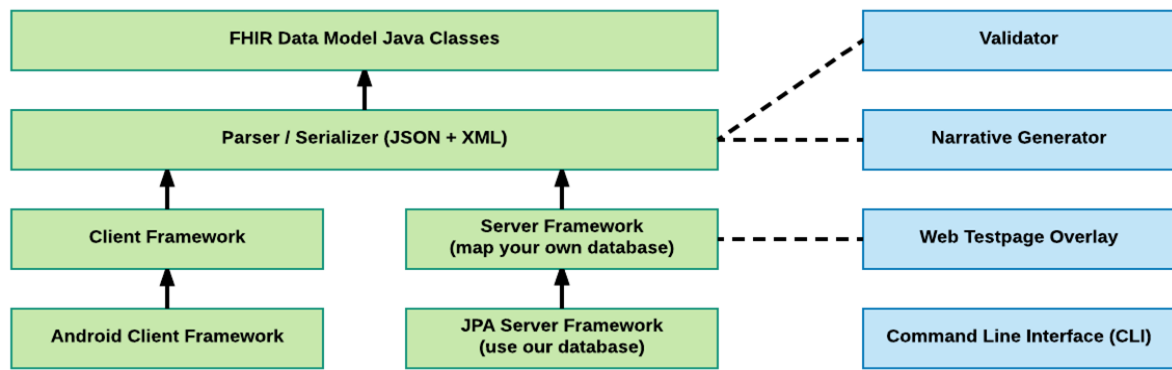 FHIR Data Model Java Classes
Validator
Parser / Serializer (JSON + XML)
Narrative Generator
Client Framework
Server Framework
(map your own database)
Web Testpage Overlay
Android Client Framework
JPA Server Framework
(use our database)
Command Line Interface (CLI)